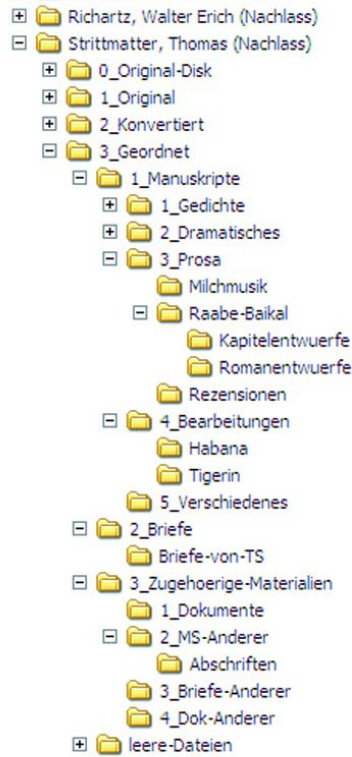 Richartz, Walter Erich (Nachlass)
Strittmatter, Thomas (Nachlass)
0_Original-Disk
1_Original
2_Konvertiert
3_Geordnet
1_Manuskripte
1_Gedichte
2_Dramatisches
3_Prosa
Milchmusik
Raabe-Baikal
Kapitelentwuerfe
Romanentwuerfe
Rezensionen
4_Bearbeitungen
Habana
Tigerin
5_Verschiedenes
2_Briefe
Briefe-von-TS
3_Zugehoerige-Materialien
1_Dokumente
2_MS-Anderer
Abschriften
3_Briefe-Anderer
4_Dok-Anderer
leere-Dateien